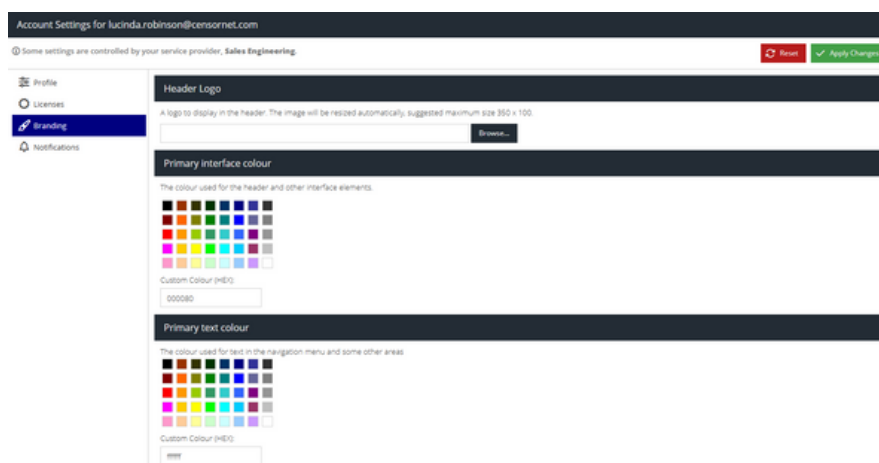 Account Settings for lucinda.robinson@censornet.com
Some settings are controlled by your service provider, Sales Engineering.
Reset
Apply Changes
Profile
Licenses
Branding
Notifications
Header Logo
A logo to display in the header. The image will be resized automatically, suggested maximum size 350 x 100.
Browse...
Primary interface colour
The colour used for the header and other interface elements.
Custom Colour (HEX):
000080
Primary text colour
The colour used for text in the navigation menu and some other areas
Custom Colour (HEX):
ffffff